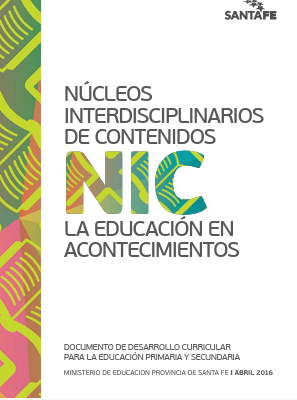 SANTAFE
NÚCLEOS
INTERDISCIPLINARIOS
DE CONTENIDOS
NIC
LA EDUCACIÓN EN
ACONTECIMIENTOS
DOCUMENTO DE DESARROLLO CURRICULAR
PARA LA EDUCACIÓN PRIMARIA Y SECUNDARIA
MINISTERIO DE EDUCACION PROVINCIA DE SANTA FE I ABRIL 2016